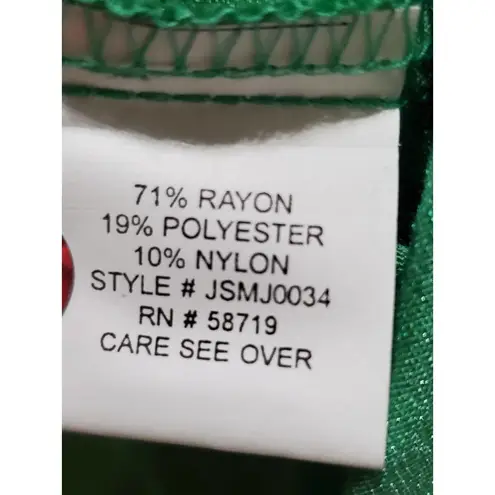 71% RAYON
19% POLYESTER
10% NYLON
STYLE # JSMJ0034
RN # 58719
CARE SEE OVER